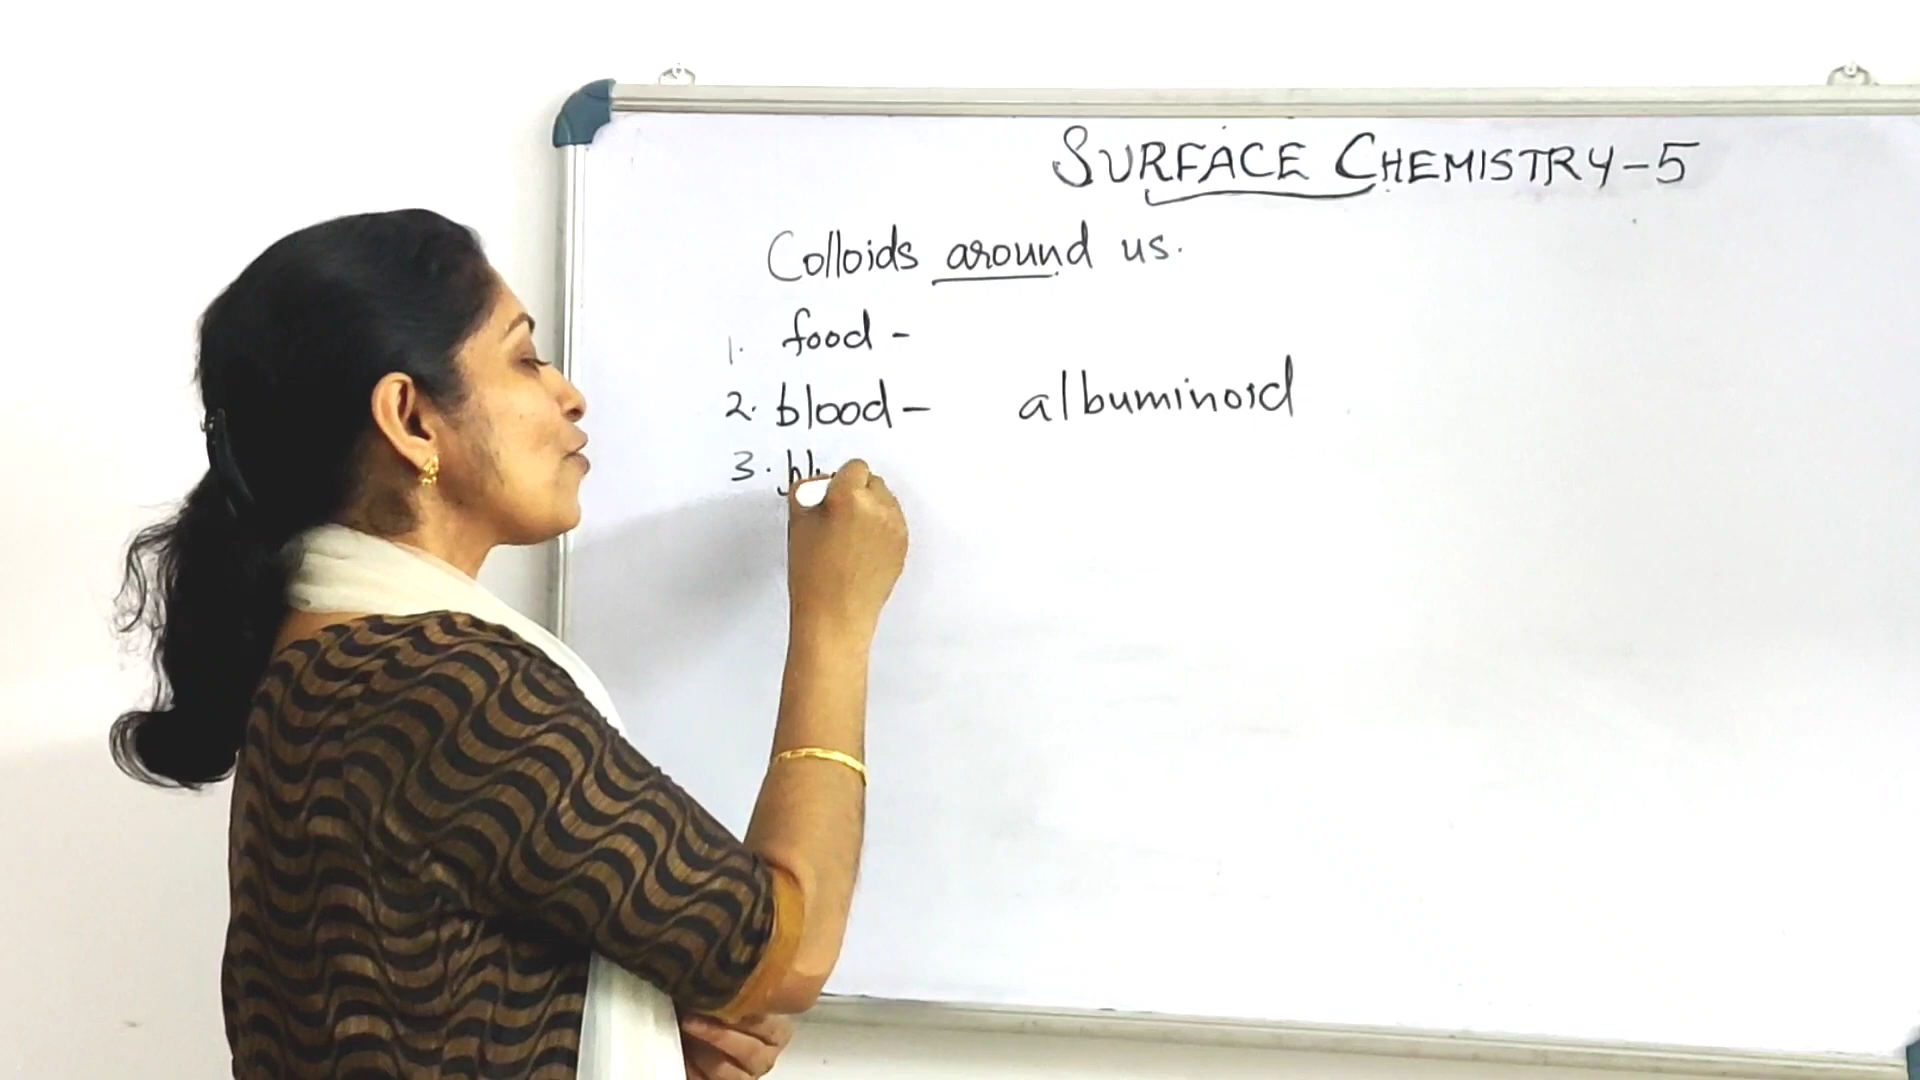 SURFACE CHEMISTRY-5
Colloids around us.
1. food -
2. blood - albuminoid
3.